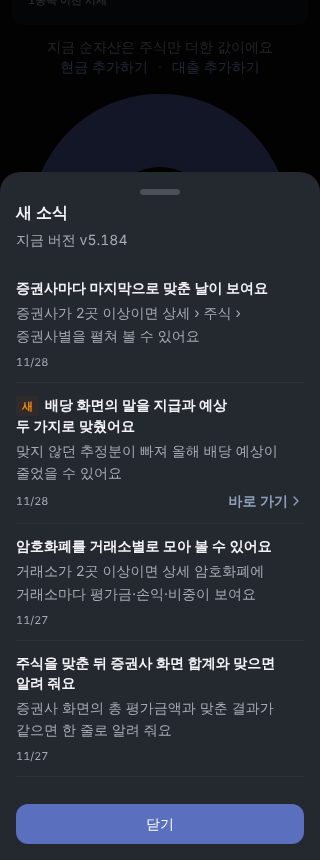 지금 순자산은 주식만 더한 값이에요
현금 추가하기 · 대출 추가하기
새 소식
지금 버전 v5.184
증권사마다 마지막으로 맞춘 날이 보여요
증권사가 2곳 이상이면 상세 › 주식 ›
증권사별을 펼쳐 볼 수 있어요
11/28
새 배당 화면의 말을 지급과 예상
두 가지로 맞췄어요
맞지 않던 추정분이 빠져 올해 배당 예상이
줄었을 수 있어요
11/28
바로 가기 >
암호화폐를 거래소별로 모아 볼 수 있어요
거래소가 2곳 이상이면 상세 암호화폐에
거래소마다 평가금·손익·비중이 보여요
11/27
주식을 맞춘 뒤 증권사 화면 합계와 맞으면
알려 줘요
증권사 화면의 총 평가금액과 맞춘 결과가
같으면 한 줄로 알려 줘요
11/27
닫기